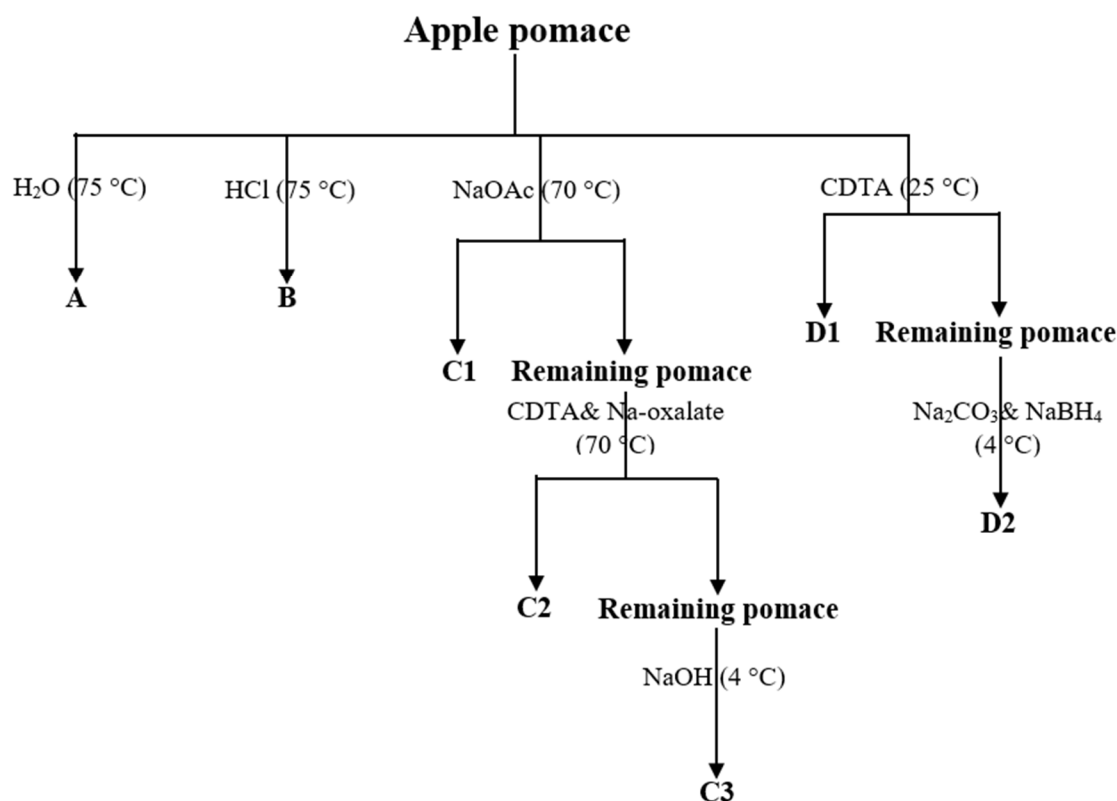 Apple pomace
H₂O (75 °C)
HCl (75 °C)
NaOAc (70 °C)
CDTA (25 °C)
A
B
C1
Remaining pomace
D1
Remaining pomace
CDTA& Na-oxalate
(70 °C)
Na₂CO₃& NaBH₄
(4 °C)
D2
C2
Remaining pomace
NaOH (4 °C)
C3